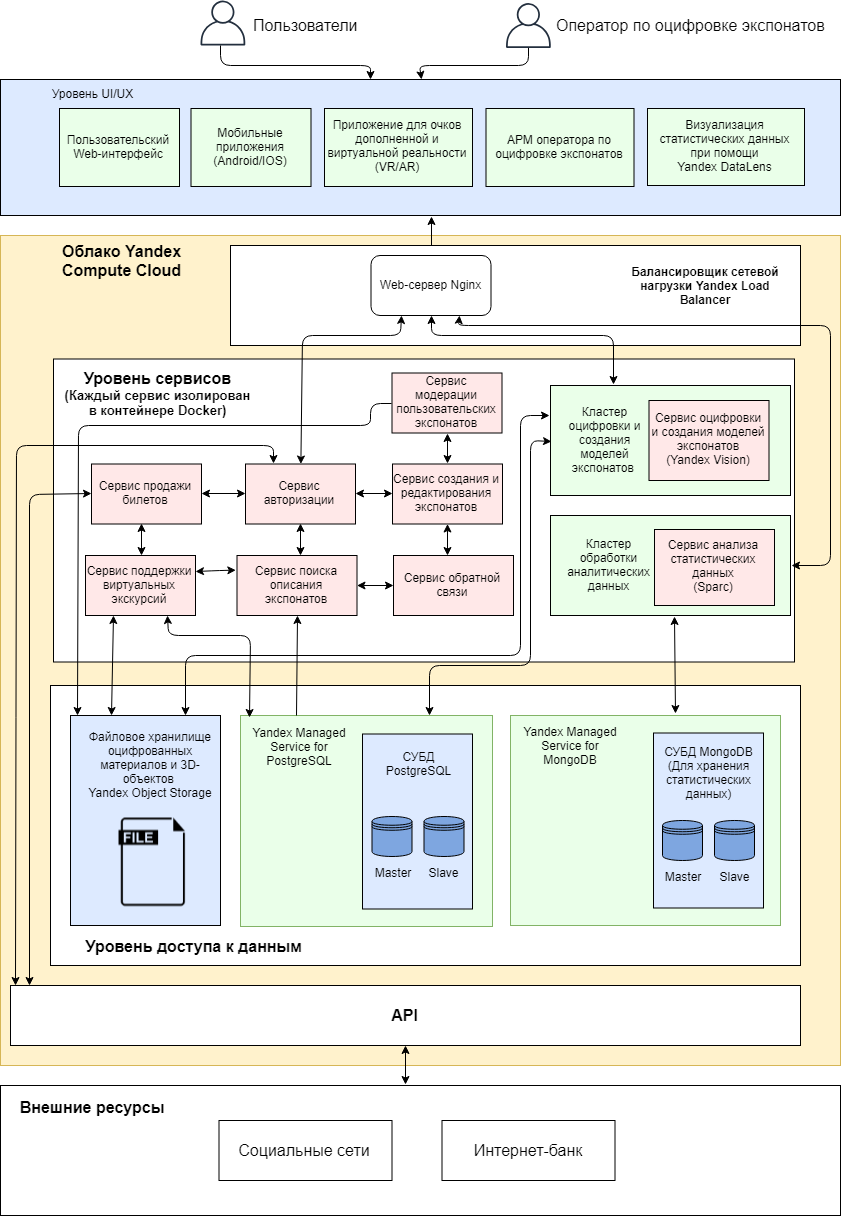 Пользователи
Оператор по оцифровке экспонатов
Уровень UI/UX
Пользовательский
Web-интерфейс
Мобильные
приложения
(Android/IOS)
Приложение для очков
дополненной и
виртуальной реальности
(VR/AR)
АРМ оператора по
оцифровке экспонатов
Визуализация
статистических данных
при помощи
Yandex DataLens
Облако Yandex
Compute Cloud
Web-сервер Nginx
Балансировщик сетевой
нагрузки Yandex Load
Balancer
Уровень сервисов
(Каждый сервис изолирован
в контейнере Docker)
Сервис
модерации
пользовательских
экспонатов
Кластер
оцифровки и
создания
моделей
экспонатов
Сервис оцифровки
и создания моделей
экспонатов
(Yandex Vision)
Сервис продажи
билетов
Сервис
авторизации
Сервис создания и
редактирования
экспонатов
Сервис поддержки
виртуальных
экскурсий
Сервис поиска
описания
экспонатов
Сервис обратной
связи
Кластер
обработки
аналитических
данных
Сервис анализа
статистических
данных
(Sparc)
Файловое хранилище
оцифрованных
материалов и 3D-
объектов
Yandex Object Storage
FILE
Yandex Managed
Service for
PostgreSQL
СУБД
PostgreSQL
Master
Slave
Yandex Managed
Service for
MongoDB
СУБД MongoDB
(Для хранения
статистических
данных)
Master
Slave
Уровень доступа к данным
API
Внешние ресурсы
Социальные сети
Интернет-банк